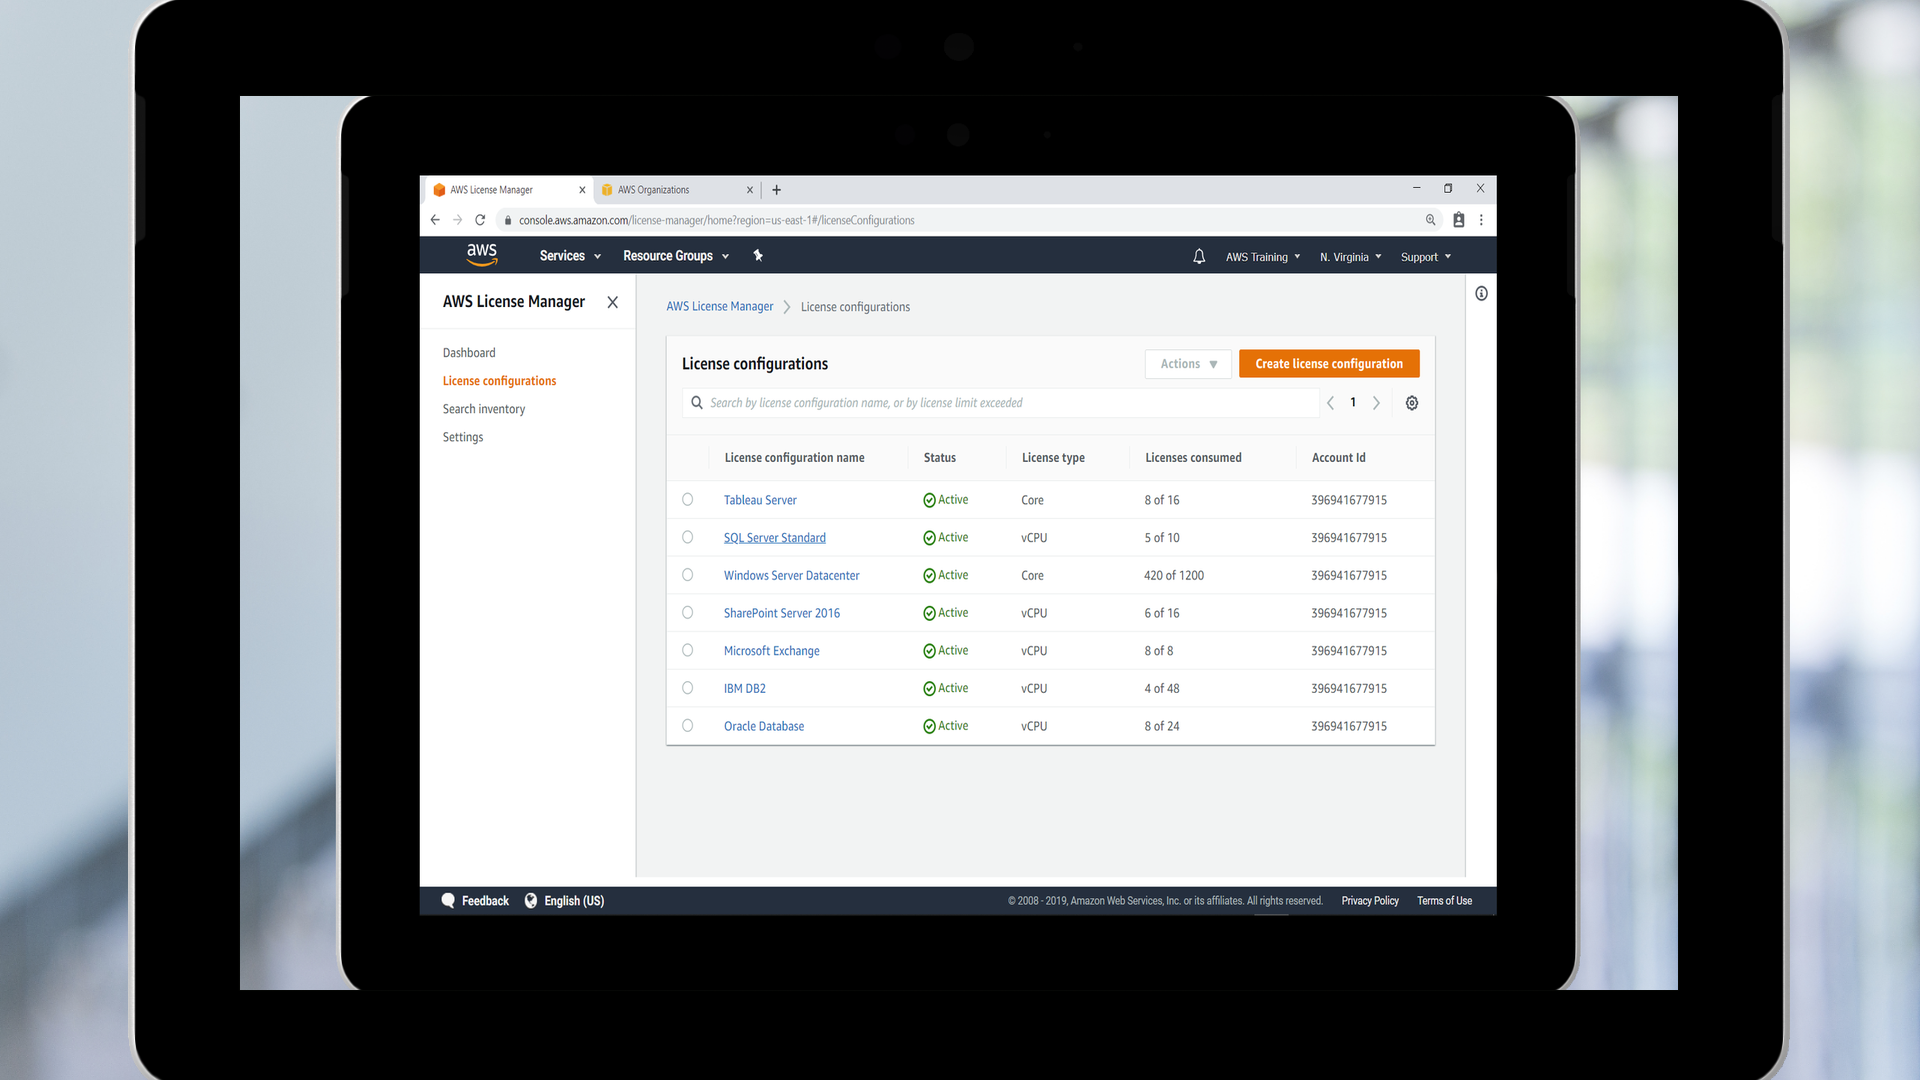 AWS License Manager
AWS Organizations
console.aws.amazon.com/license-manager/home?region=us-east-1#/licenseConfigurations
aws
Services
Resource Groups
AWS Training
N. Virginia
Support
AWS License Manager
Dashboard
License configurations
Search inventory
Settings
AWS License Manager > License configurations
License configurations
Actions
Create license configuration
Search by license configuration name, or by license limit exceeded
1
License configuration name Status License type Licenses consumed Account Id
Tableau Server Active Core 8 of 16 396941677915
SQL Server Standard Active vCPU 5 of 10 396941677915
Windows Server Datacenter Active Core 420 of 1200 396941677915
SharePoint Server 2016 Active vCPU 6 of 16 396941677915
Microsoft Exchange Active vCPU 8 of 8 396941677915
IBM DB2 Active vCPU 4 of 48 396941677915
Oracle Database Active vCPU 8 of 24 396941677915
Feedback
English (US)
© 2008 - 2019, Amazon Web Services, Inc. or its affiliates. All rights reserved.
Privacy Policy
Terms of Use